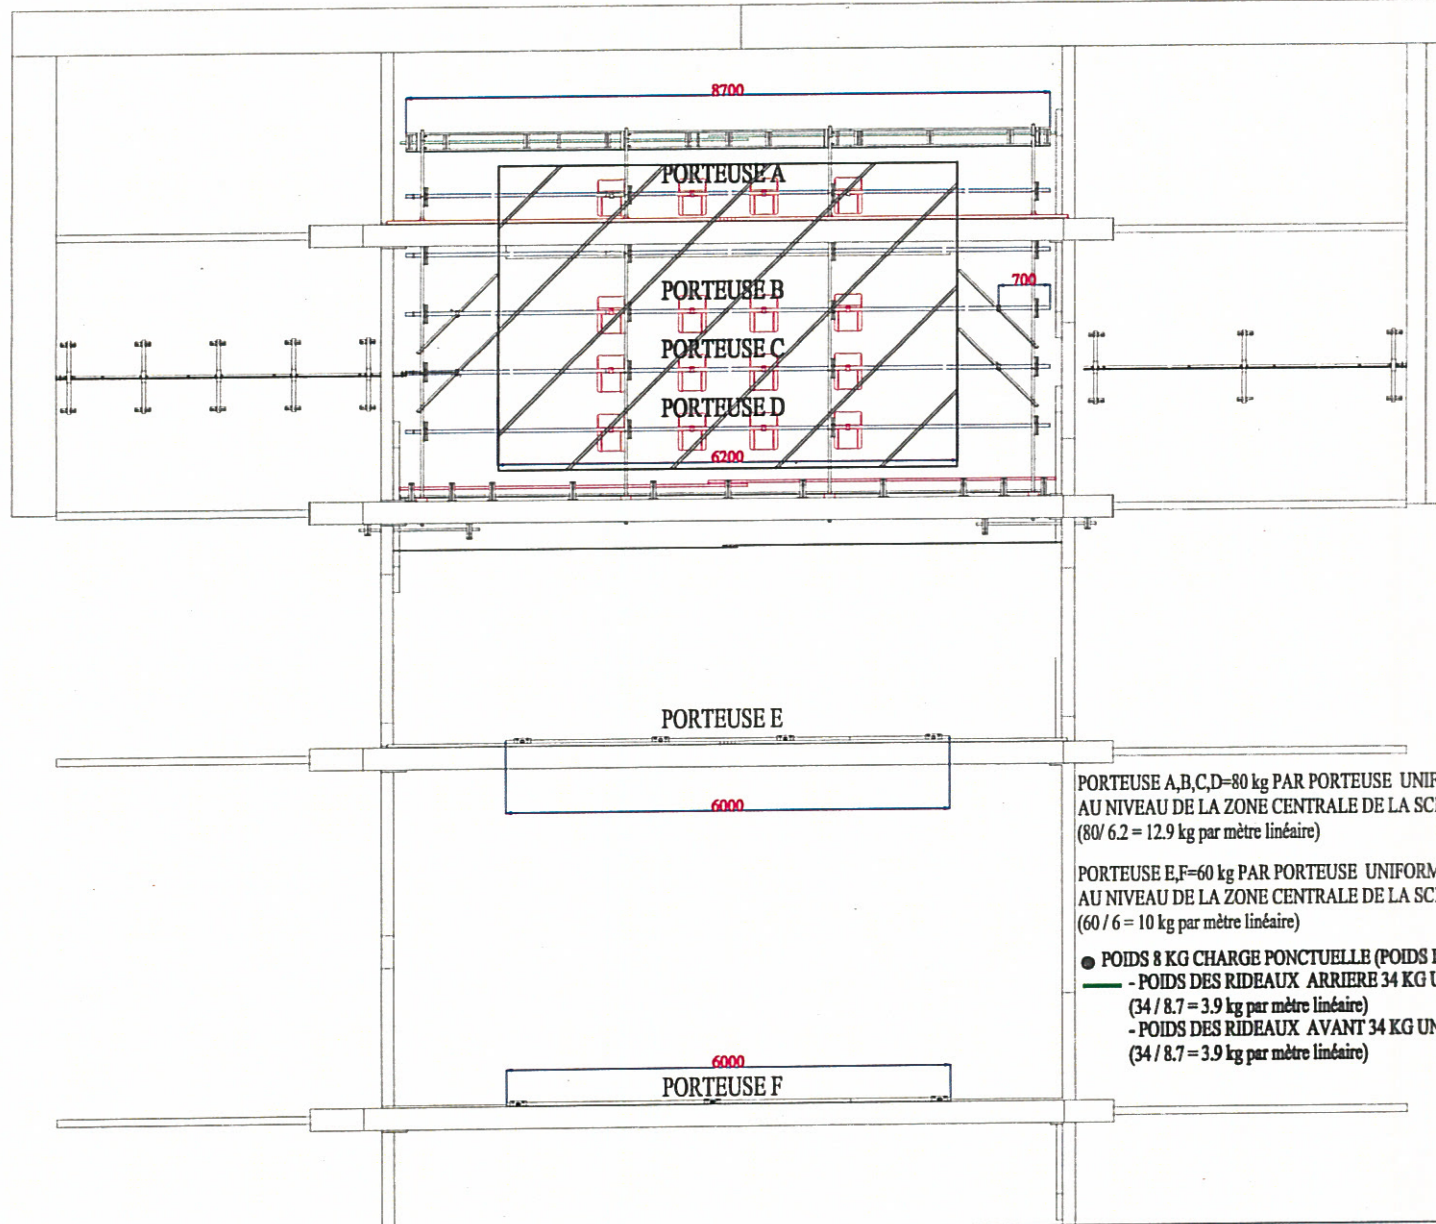 8700
PORTEUSE A
700
PORTEUSE B
PORTEUSE C
PORTEUSE D
6200
PORTEUSE E
6000
PORTEUSE A,B,C,D=80 kg PAR PORTEUSE
AU NIVEAU DE LA ZONE CENTRALE DE LA
(80/ 6.2 = 12.9 kg par mètre linéaire)
PORTEUSE E,F=60 kg PAR PORTEUSE
AU NIVEAU DE LA ZONE CENTRALE DE LA
(60 / 6 = 10 kg par mètre linéaire)
POIDS 8 KG CHARGE PONCTUELLE (POIDS
- POIDS DES RIDEAUX ARRIERE 34 KG
(34 / 8.7 = 3.9 kg par mètre linéaire)
- POIDS DES RIDEAUX AVANT 34 KG
(34 / 8.7 = 3.9 kg par mètre linéaire)
6000
PORTEUSE F